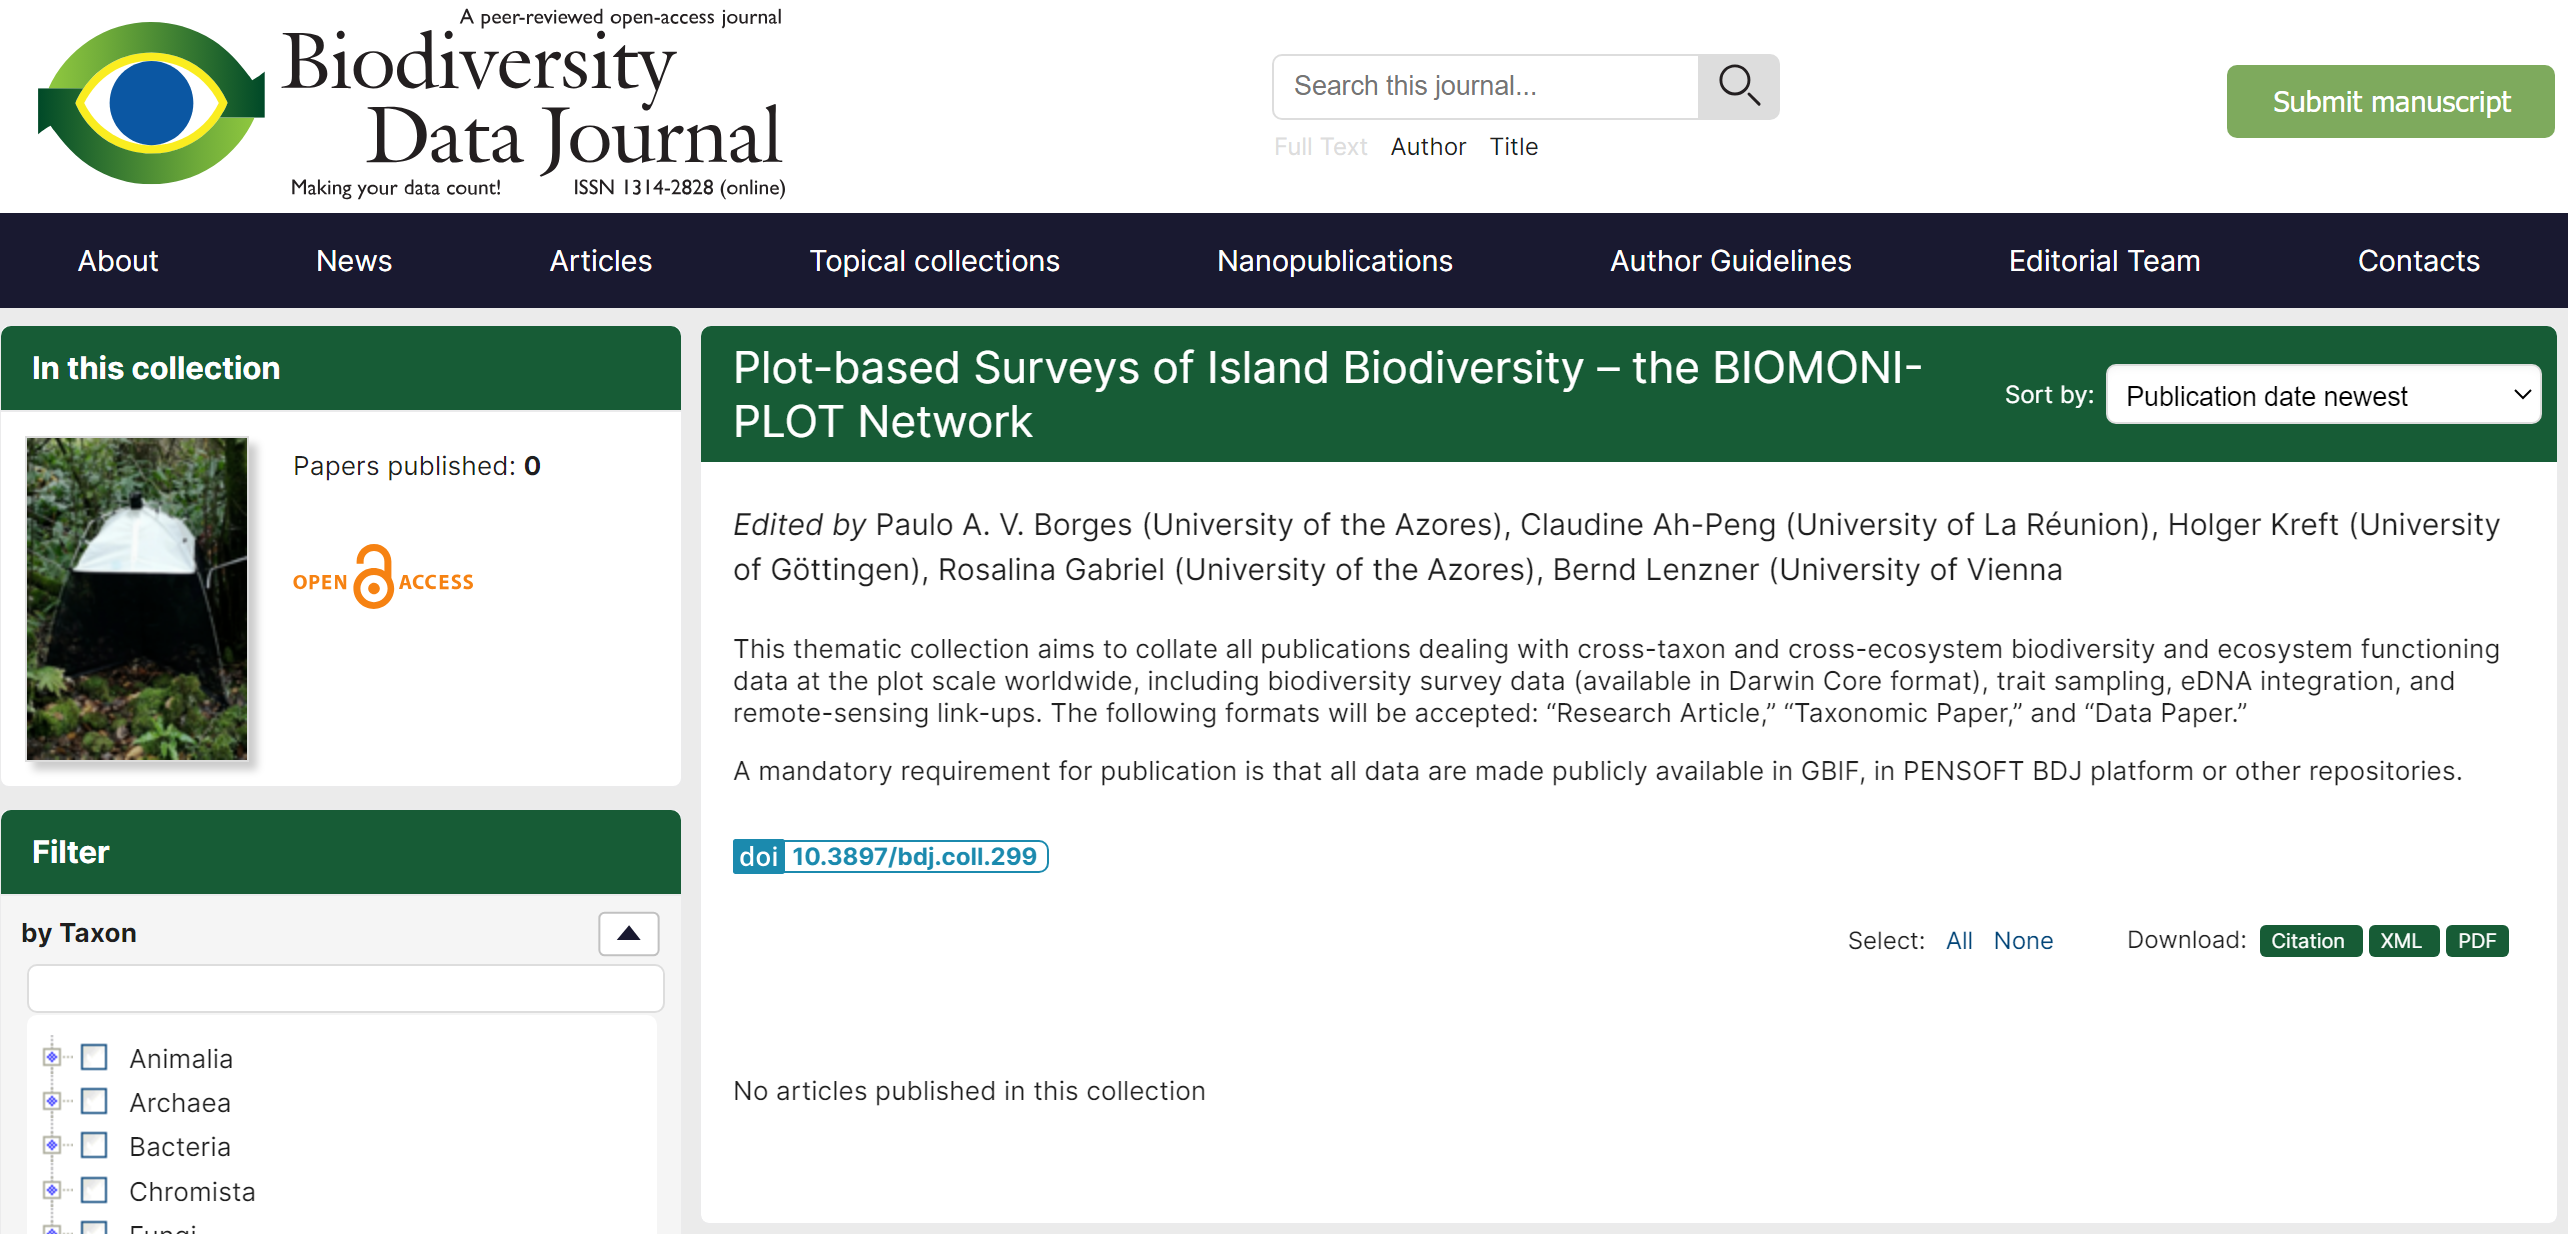 A peer-reviewed open-access journal
Biodiversity
Data Journal
Making your data count! ISSN 1314-2828 (online)
Search this journal...
Full Text Author Title
Submit manuscript
About News Articles Topical collections Nanopublications Author Guidelines Editorial Team Contacts
In this collection
Papers published: 0
OPEN ACCESS
Filter
by Taxon
Animalia
Archaea
Bacteria
Chromista
Fungi
Plot-based Surveys of Island Biodiversity – the BIOMONI-
PLOT Network
Sort by: Publication date newest
Edited by Paulo A. V. Borges (University of the Azores), Claudine Ah-Peng (University of La Réunion), Holger Kreft (University
of Göttingen), Rosalina Gabriel (University of the Azores), Bernd Lenzner (University of Vienna
This thematic collection aims to collate all publications dealing with cross-taxon and cross-ecosystem biodiversity and ecosystem functioning
data at the plot scale worldwide, including biodiversity survey data (available in Darwin Core format), trait sampling, eDNA integration, and
remote-sensing link-ups. The following formats will be accepted: “Research Article,” “Taxonomic Paper,” and “Data Paper.”
A mandatory requirement for publication is that all data are made publicly available in GBIF, in PENSOFT BDJ platform or other repositories.
doi 10.3897/bdj.coll.299
Select: All None Download: Citation XML PDF
No articles published in this collection